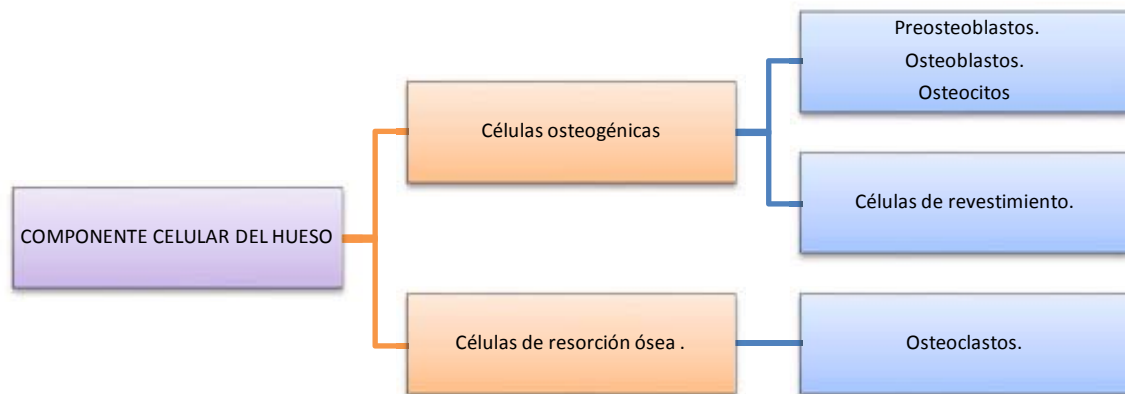 COMPONENTE CELULAR DEL HUESO
Células osteogénicas
Preosteoblastos.
Osteoblastos.
Osteocitos
Células de revestimiento.
Células de resorción ósea .
Osteoclastos.